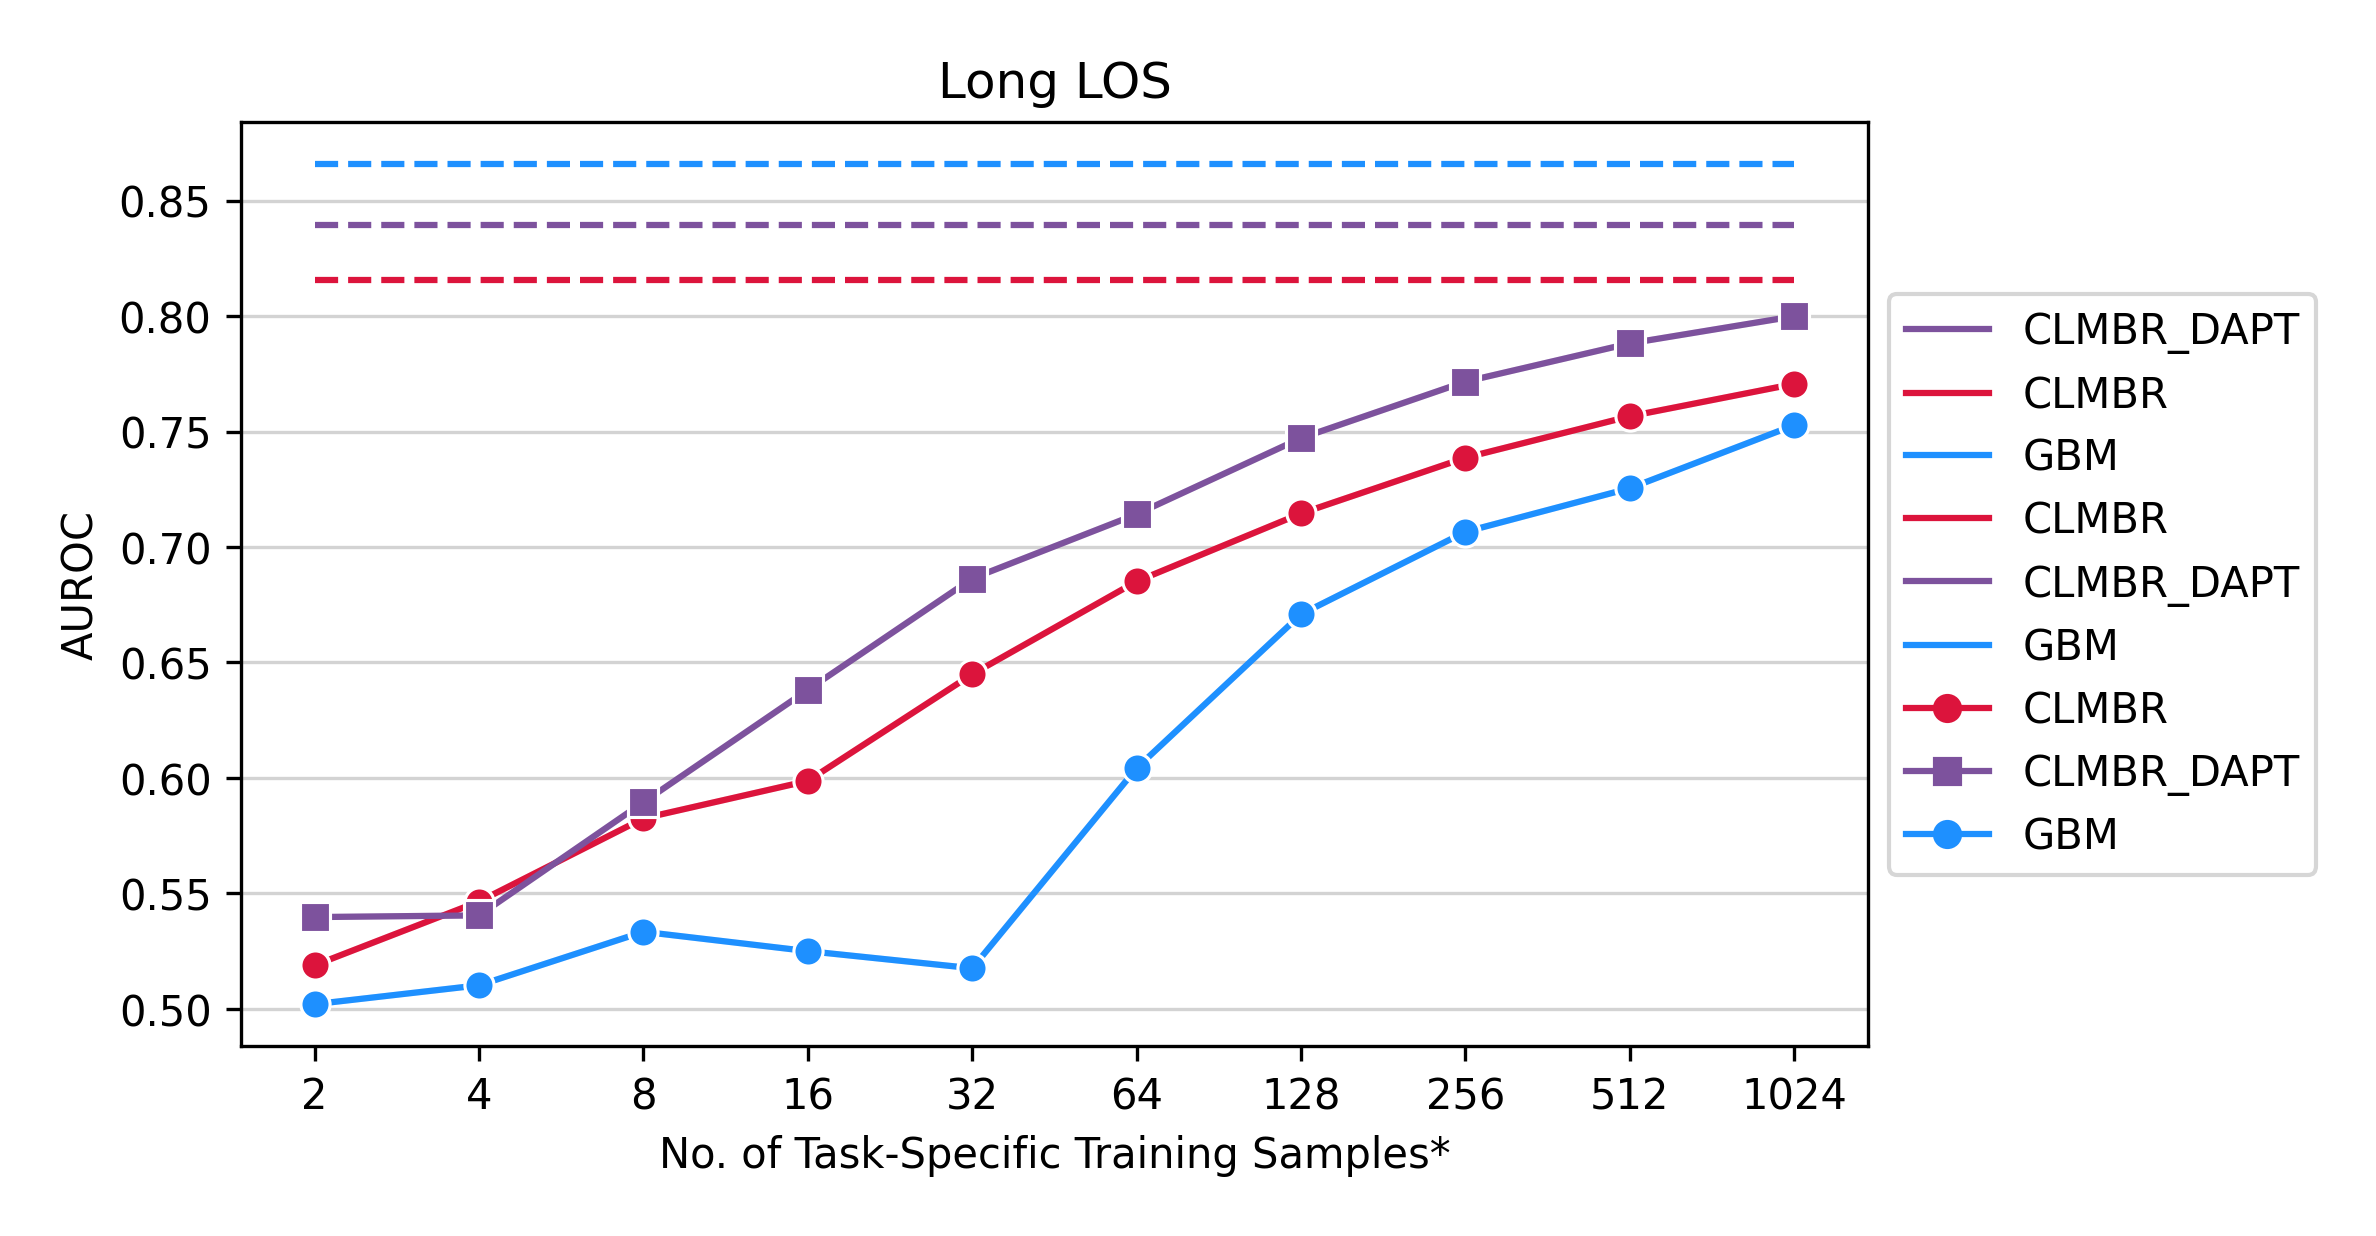 Long LOS
AUROC
0.85
0.80
0.75
0.70
0.65
0.60
0.55
0.50
2 4 8 16 32 64 128 256 512 1024
No. of Task-Specific Training Samples*
CLMBR_DAPT
CLMBR
GBM
CLMBR
CLMBR_DAPT
GBM
CLMBR
CLMBR_DAPT
GBM